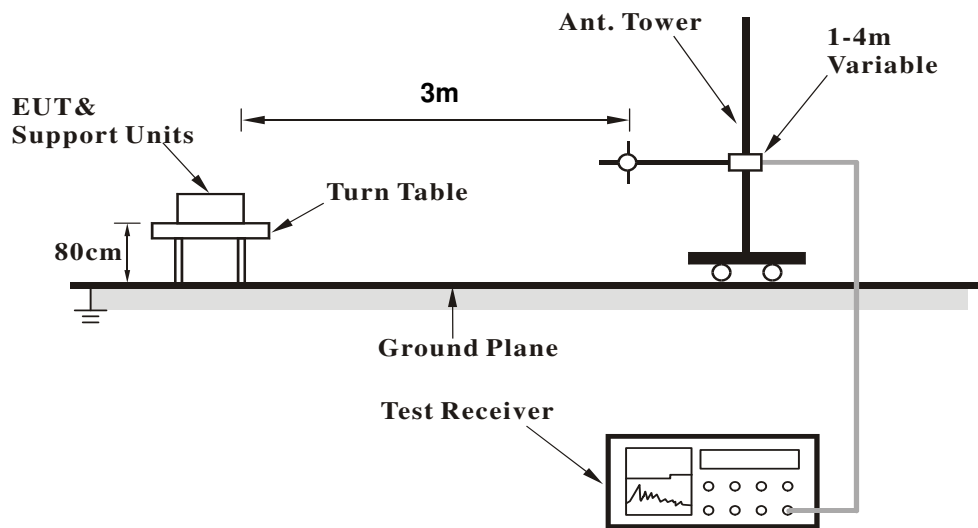 Ant. Tower
1-4m
Variable
3m
EUT&
Support Units
Turn Table
80cm
Ground Plane
Test Receiver